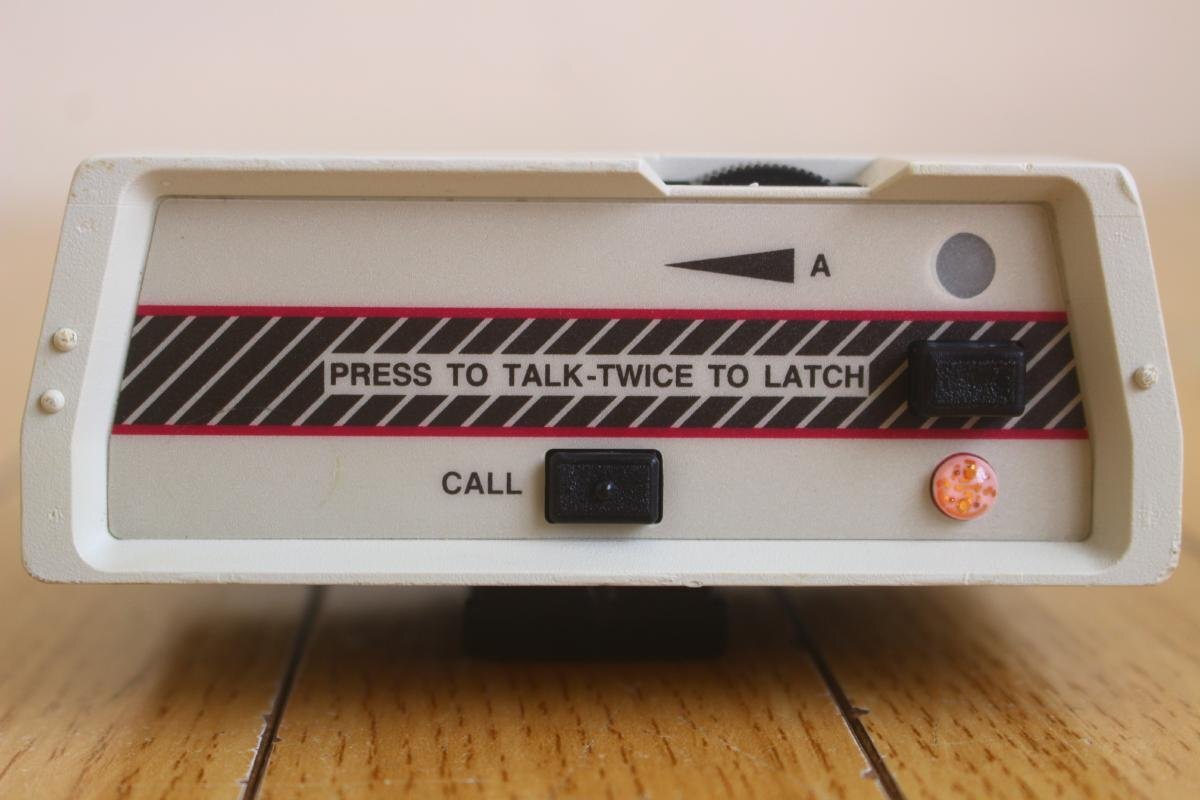 A
PRESS TO TALK-TWICE TO LATCH
CALL